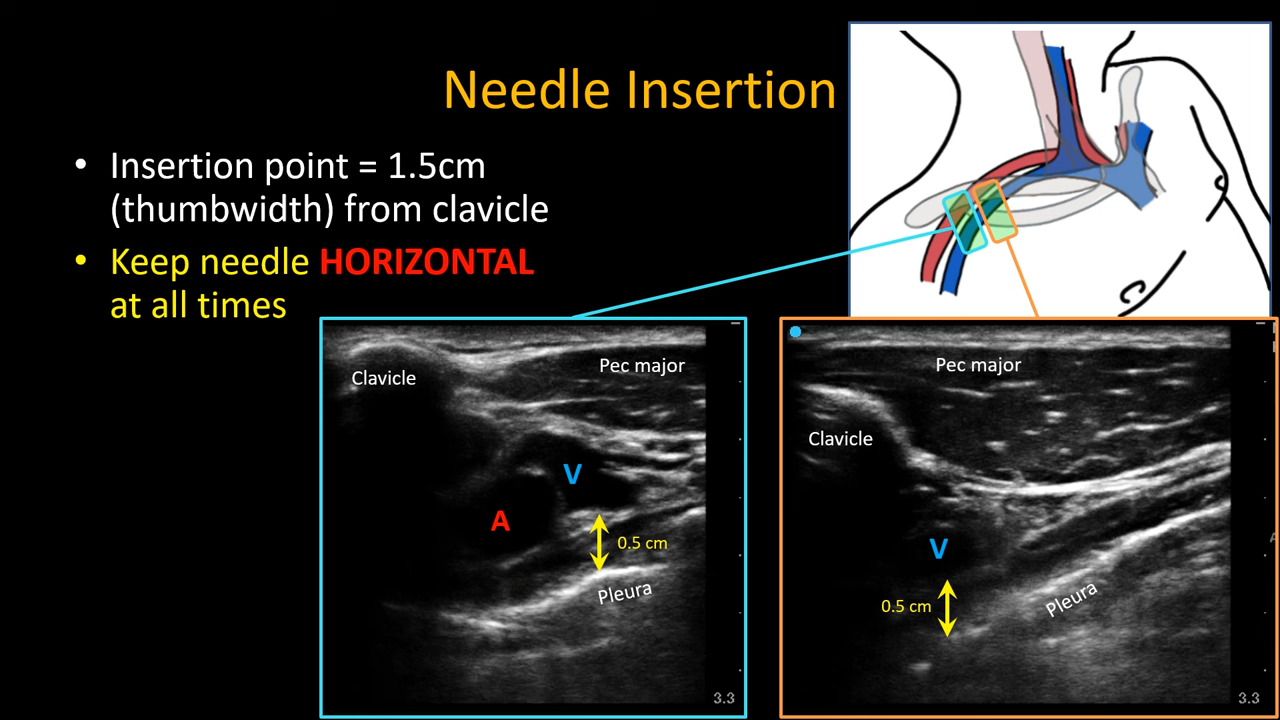 Needle Insertion
• Insertion point = 1.5cm
(thumbwidth) from clavicle
• Keep needle HORIZONTAL
at all times
Clavicle
Pec major
V
A
0.5 cm
Pleura
3.3
Pec major
Clavicle
V
0.5 cm
Pleura
3.3